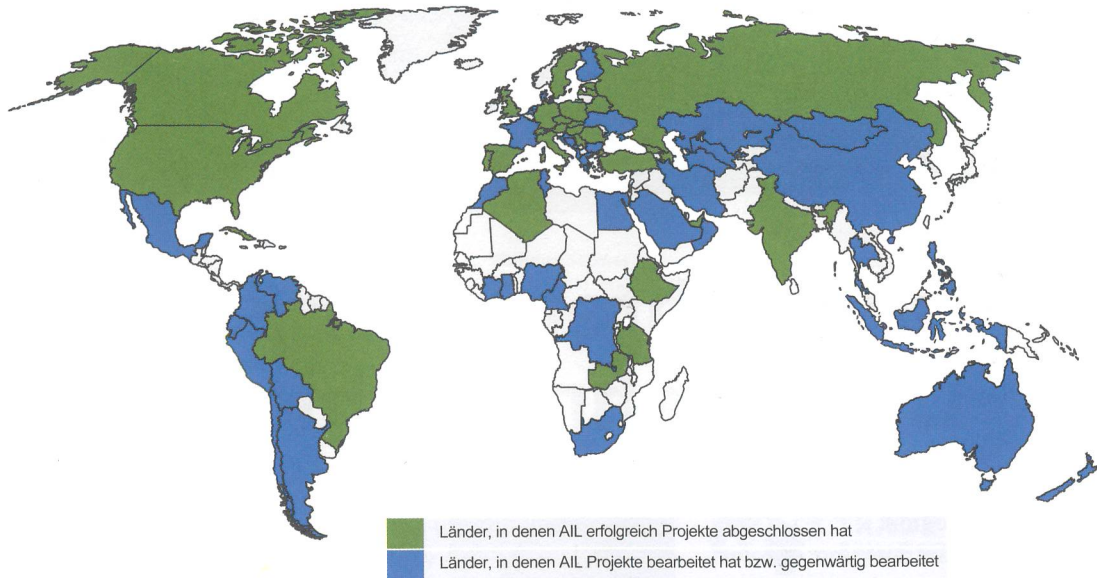 Länder, in denen AIL erfolgreich Projekte abgeschlossen hat
Länder, in denen AIL Projekte bearbeitet hat bzw. gegenwärtig bearbeitet